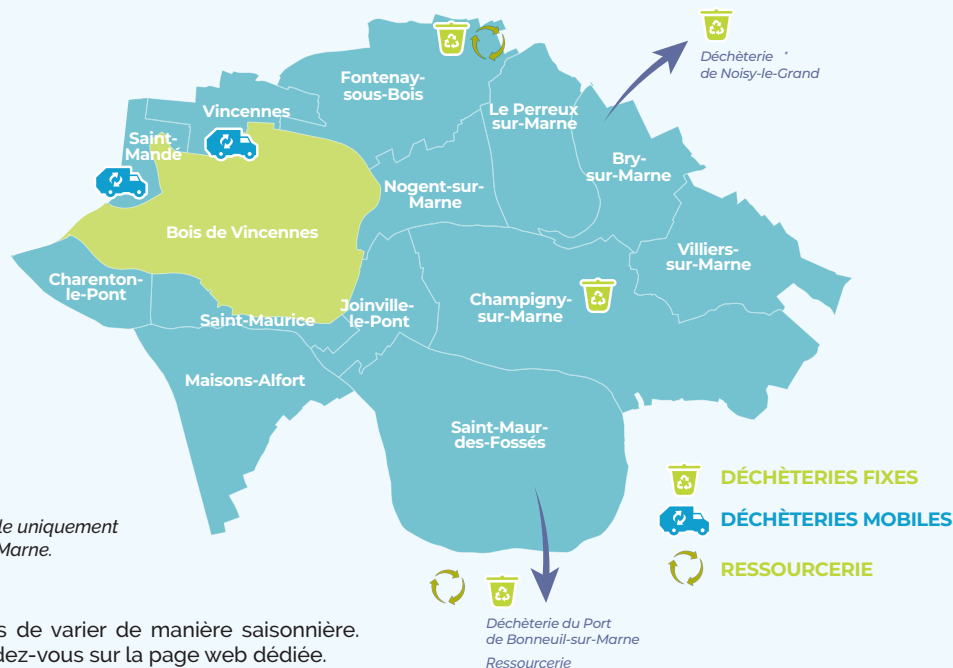 Déchèterie *
de Noisy-le-Grand
Fontenay-
sous-Bois
Vincennes
Le Perreux
sur-Marne
Saint-
Mandé
Bry-
sur-Marne
Nogent-sur-
Marne
Bois de Vincennes
Villiers-
sur-Marne
Charenton-
le-Pont
Joinville-
le-Pont
Champigny-
sur-Marne
Saint-Maurice
Maisons-Alfort
Saint-Maur-
des-Fossés
DÉCHÈTERIES FIXES
DÉCHÈTERIES MOBILES
RESSOURCERIE
le uniquement
Marne.
Déchèterie du Port
de Bonneuil-sur-Marne
Ressourcerie
s de varier de manière saisonnière.
dez-vous sur la page web dédiée.